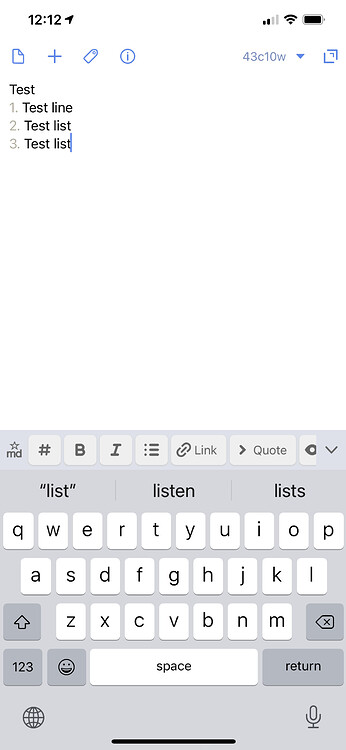 12:12
43c10w
Test
1. Test line
2. Test list
3. Test list
md # B I Link Quote
“list” listen lists
q w e r t y u i o p
a s d f g h j k l
z x c v b n m
123 space return